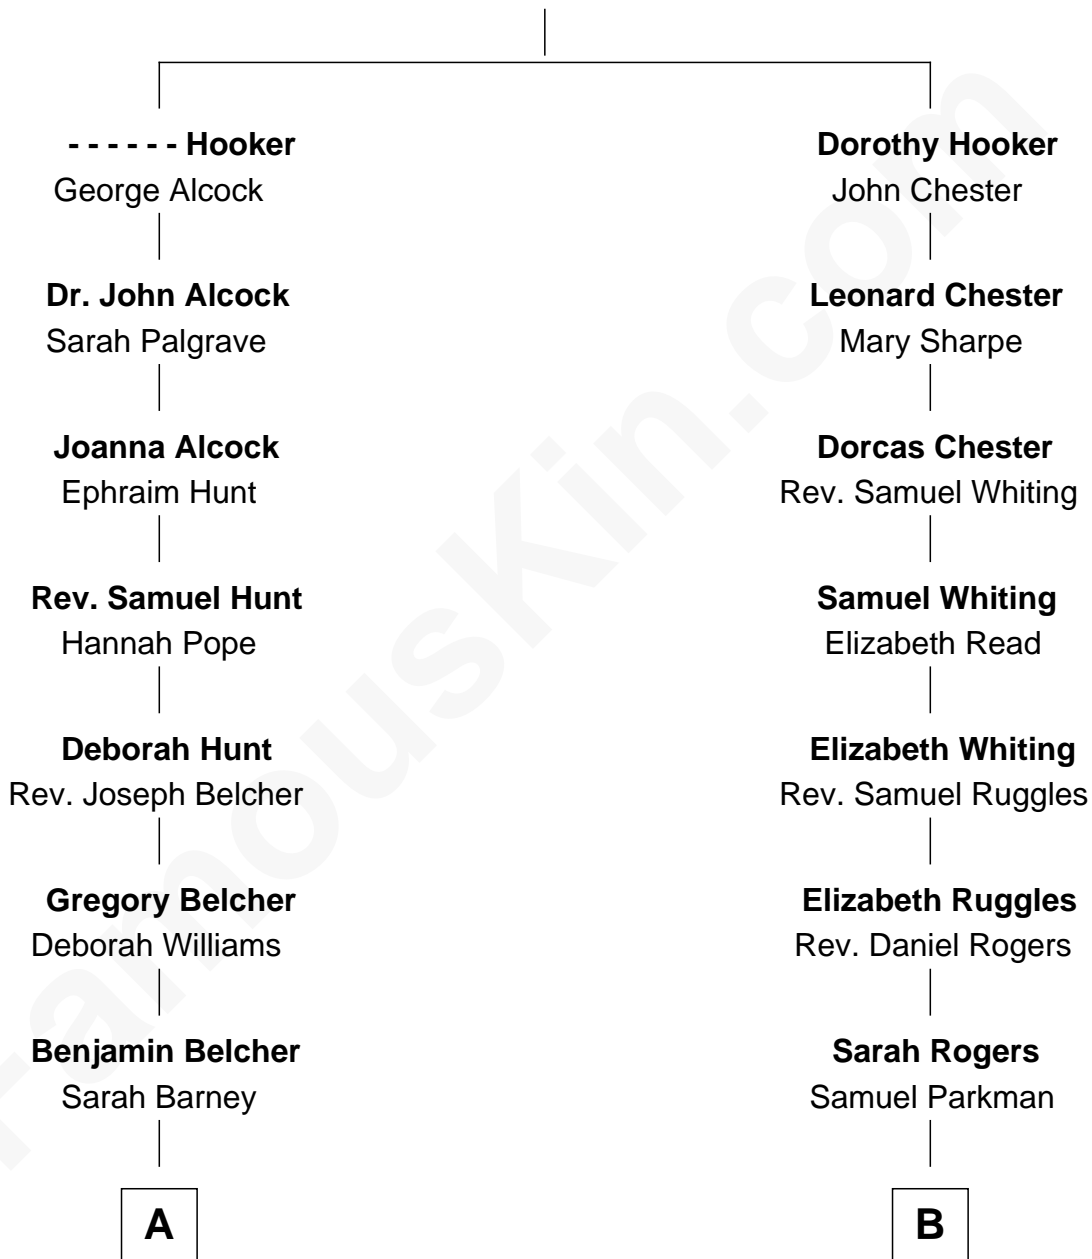 - - - - - - Hooker
George Alcock
Dr. John Alcock
Sarah Palgrave
Joanna Alcock
Ephraim Hunt
Rev. Samuel Hunt
Hannah Pope
Deborah Hunt
Rev. Joseph Belcher
Gregory Belcher
Deborah Williams
Benjamin Belcher
Sarah Barney
A
Dorothy Hooker
John Chester
Leonard Chester
Mary Sharpe
Dorcas Chester
Rev. Samuel Whiting
Samuel Whiting
Elizabeth Read
Elizabeth Whiting
Rev. Samuel Ruggles
Elizabeth Ruggles
Rev. Daniel Rogers
Sarah Rogers
Samuel Parkman
B
FamousKin.com